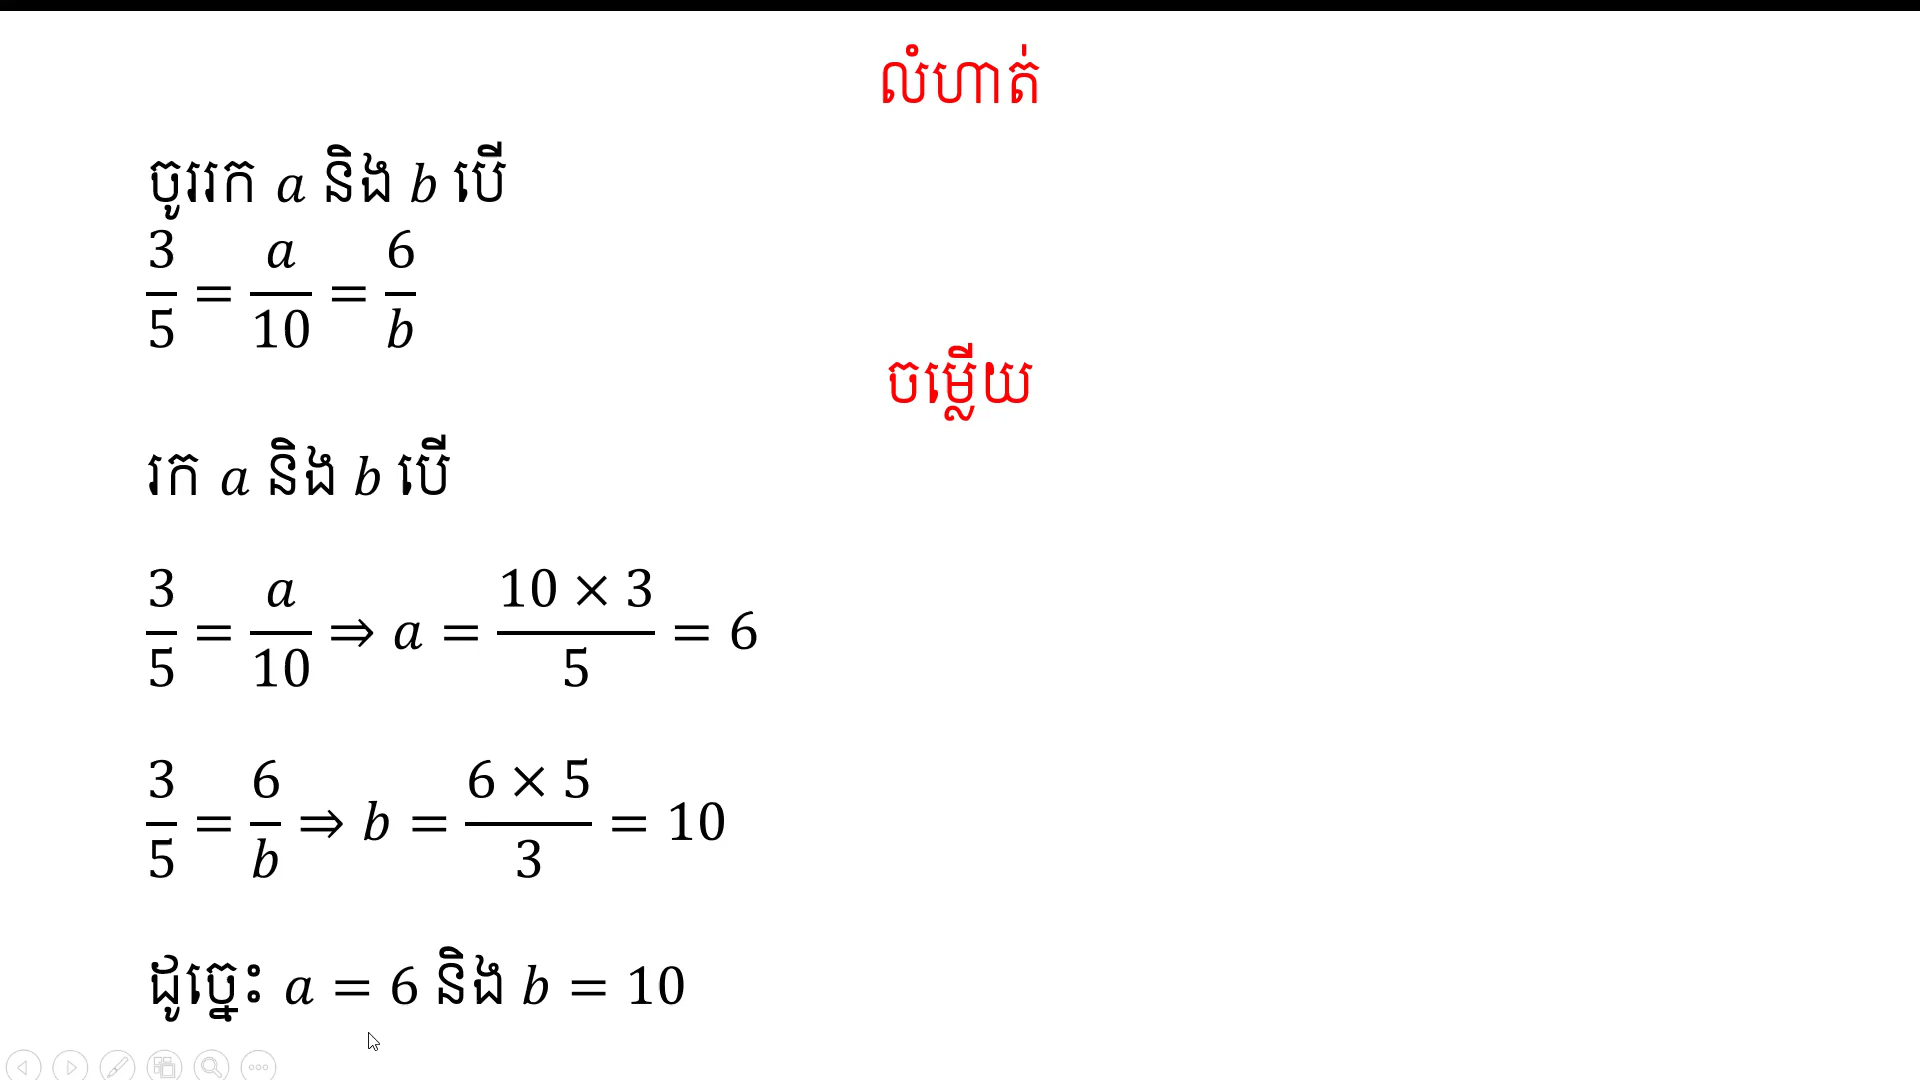 លំហាត់
ចូររក a និង b បើ
3/5 = a/10 = 6/b
ចម្លើយ
រក a និង b បើ
3/5 = a/10 ⇒ a = (10 × 3)/5 = 6
3/5 = 6/b ⇒ b = (6 × 5)/3 = 10
ដូច្នេះ a = 6 និង b = 10